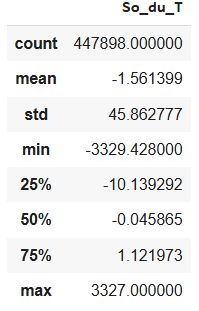 So_du_T
count 447898.000000
mean -1.561399
std 45.862777
min -3329.428000
25% -10.139292
50% -0.045865
75% 1.121973
max 3327.000000